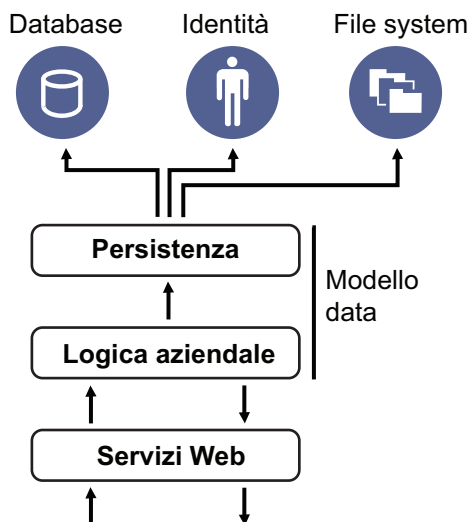 Database
Identità
File system
Persistenza
Modello
data
Logica aziendale
Servizi Web